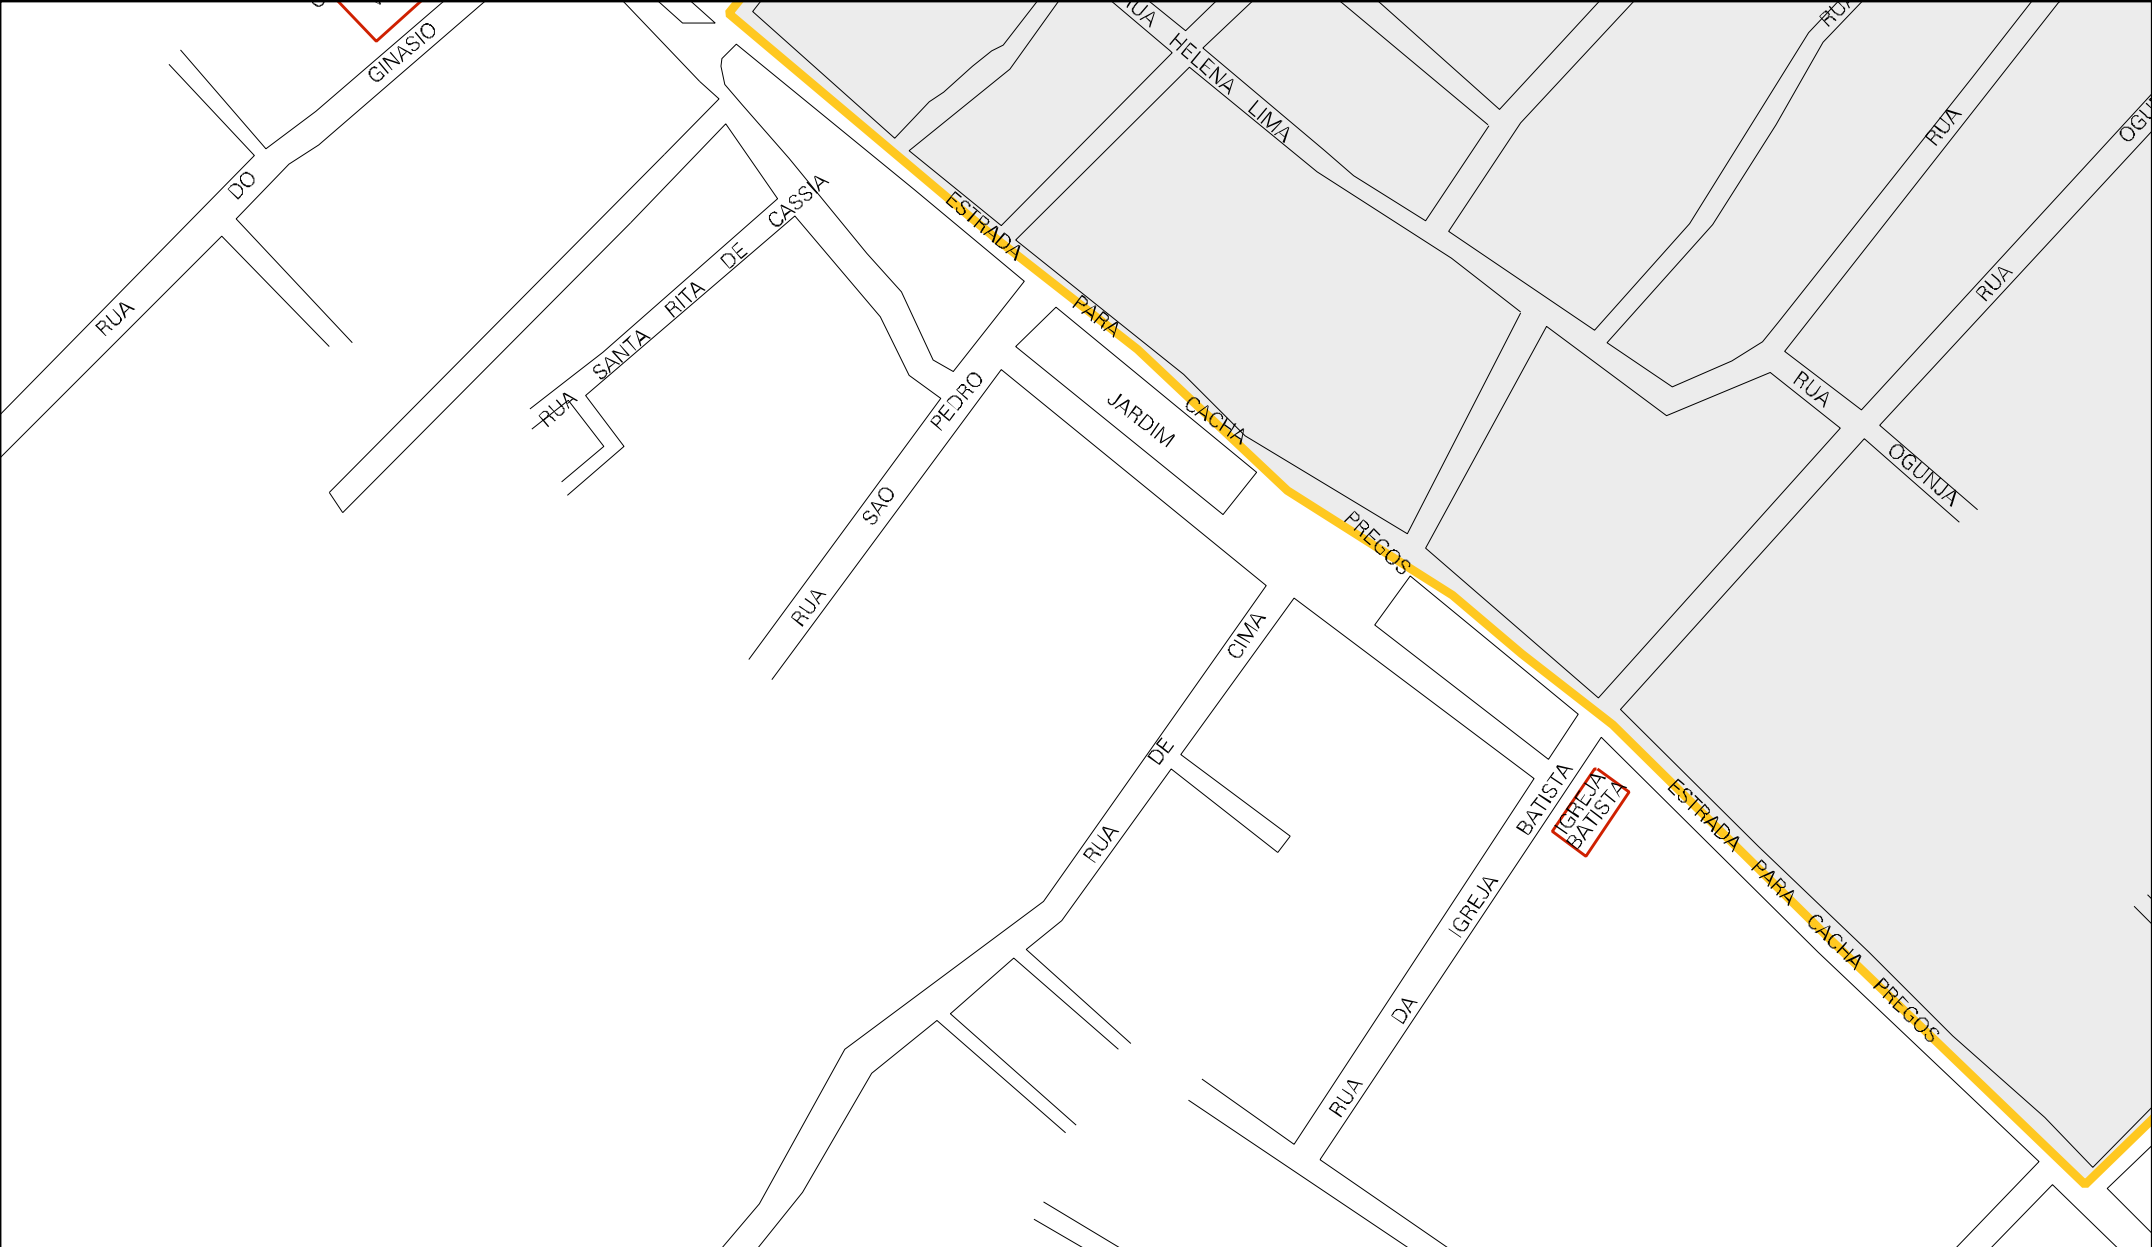 RUA DO GINASIO
RUA HELENA LIMA
RUA
RUA
RUA
RUA SANTA RITA DE CASSIA
ESTRADA PARA CACHA PREGOS
RUA SAO PEDRO
JARDIM
RUA OGUNJA
RUA DE CIMA
RUA DA IGREJA BATISTA
IGREJA
BATISTA
ESTRADA PARA CACHA PREGOS